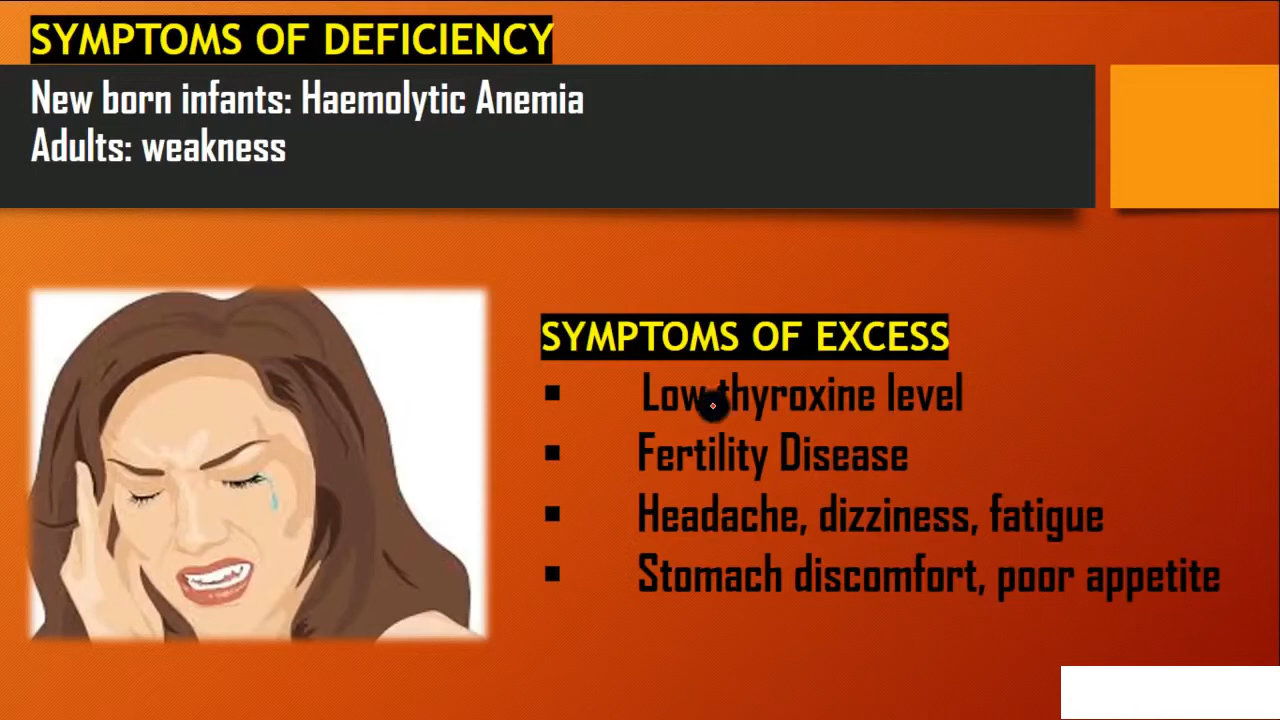 SYMPTOMS OF DEFICIENCY
New born infants: Haemolytic Anemia
Adults: weakness
SYMPTOMS OF EXCESS
▪ Low thyroxine level
▪ Fertility Disease
▪ Headache, dizziness, fatigue
▪ Stomach discomfort, poor appetite